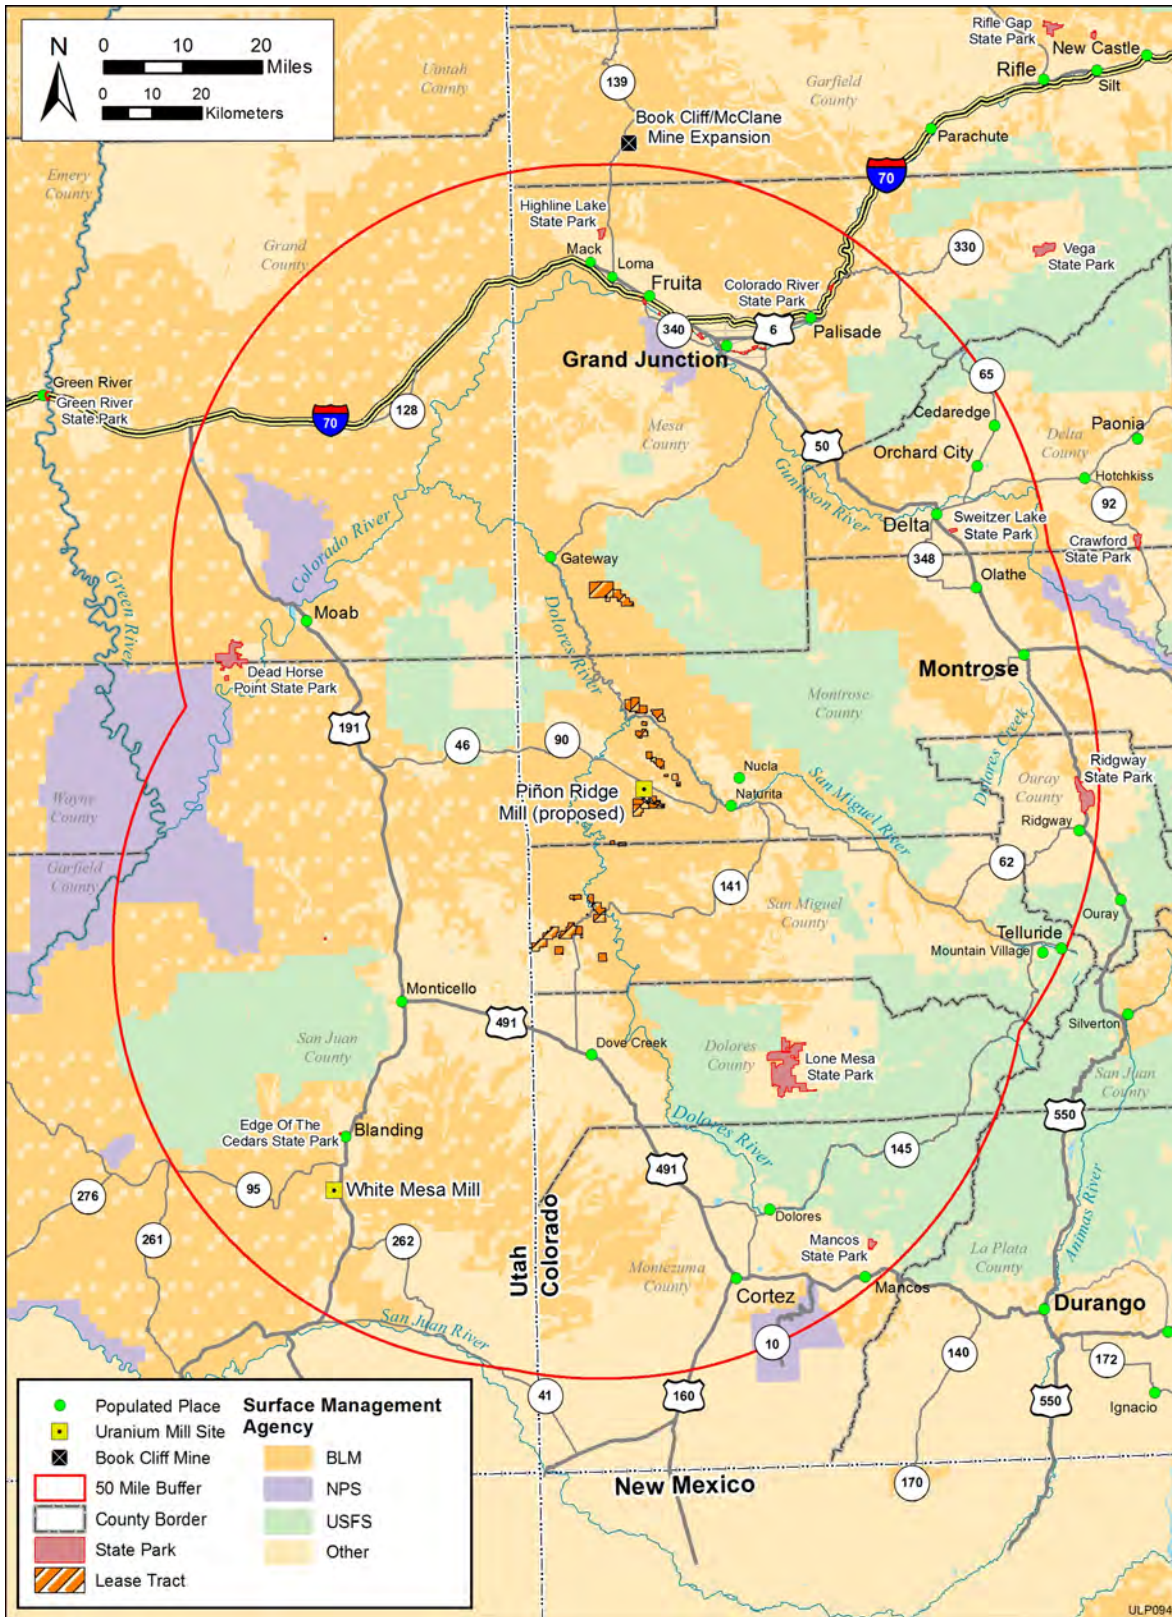 N
0 10 20
Miles
0 10 20
Kilometers
Rifle Gap
State Park
New Castle
Rifle
Silt
139
Uintah
County
Garfield
County
Book Cliff/McClane
Mine Expansion
Parachute
70
Emery
County
Highline Lake
State Park
Grand
County
Mack
Loma
330
Vega
State Park
Fruita
Colorado River
State Park
340
6
Palisade
Grand Junction
65
Green River
Green River
State Park
70
128
Cedaredge
Mesa
County
50
Delta
County
Paonia
Orchard City
Gunnison River
Hotchkiss
92
Colorado River
Delta
Sweitzer Lake
State Park
Crawford
State Park
348
Gateway
Olathe
Green River
Moab
Dolores River
Dead Horse
Point State Park
Montrose
Montrose
County
191
46
90
Dolores Creek
Nucla
Ridgway
State Park
Piñon Ridge
Mill (proposed)
Naturita
San Miguel River
Ouray
County
Wayne
County
Ridgway
Garfield
County
62
141
San Miguel
County
Ouray
Telluride
Mountain Village
Monticello
491
Silverton
San Juan
County
Dove Creek
Dolores
County
Lone Mesa
State Park
San Juan
County
550
Edge Of The
Cedars State Park
Blanding
Dolores River
145
491
276
95
White Mesa Mill
Animas River
Dolores
261
262
Utah
Colorado
Mancos
State Park
La Plata
County
Montezuma
County
Cortez
Mancos
Durango
San Juan River
10
140
172
41
160
550
Ignacio
New Mexico
170
Populated Place
Uranium Mill Site
Book Cliff Mine
50 Mile Buffer
County Border
State Park
Lease Tract
Surface Management
Agency
BLM
NPS
USFS
Other
ULP094